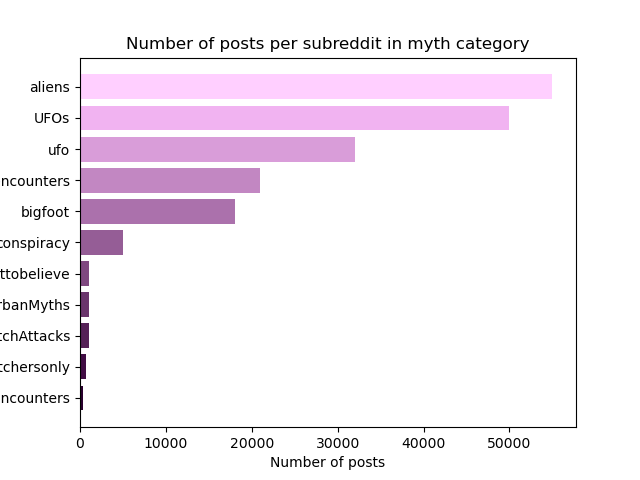 Number of posts per subreddit in myth category
aliens
UFOs
ufo
ncounters
bigfoot
conspiracy
ttobelieve
rbanMyths
tchAttacks
tchersonly
ncounters
0 10000 20000 30000 40000 50000
Number of posts